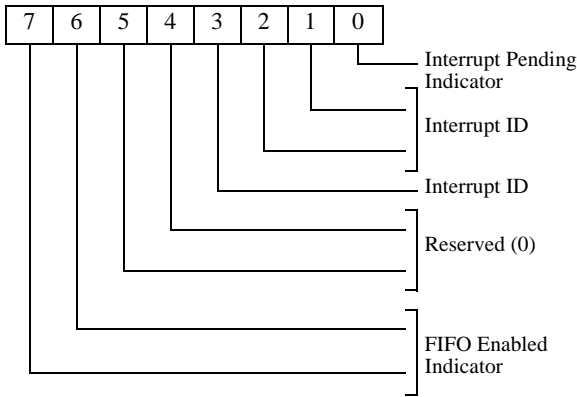 7 6 5 4 3 2 1 0
Interrupt Pending
Indicator
Interrupt ID
Interrupt ID
Reserved (0)
FIFO Enabled
Indicator